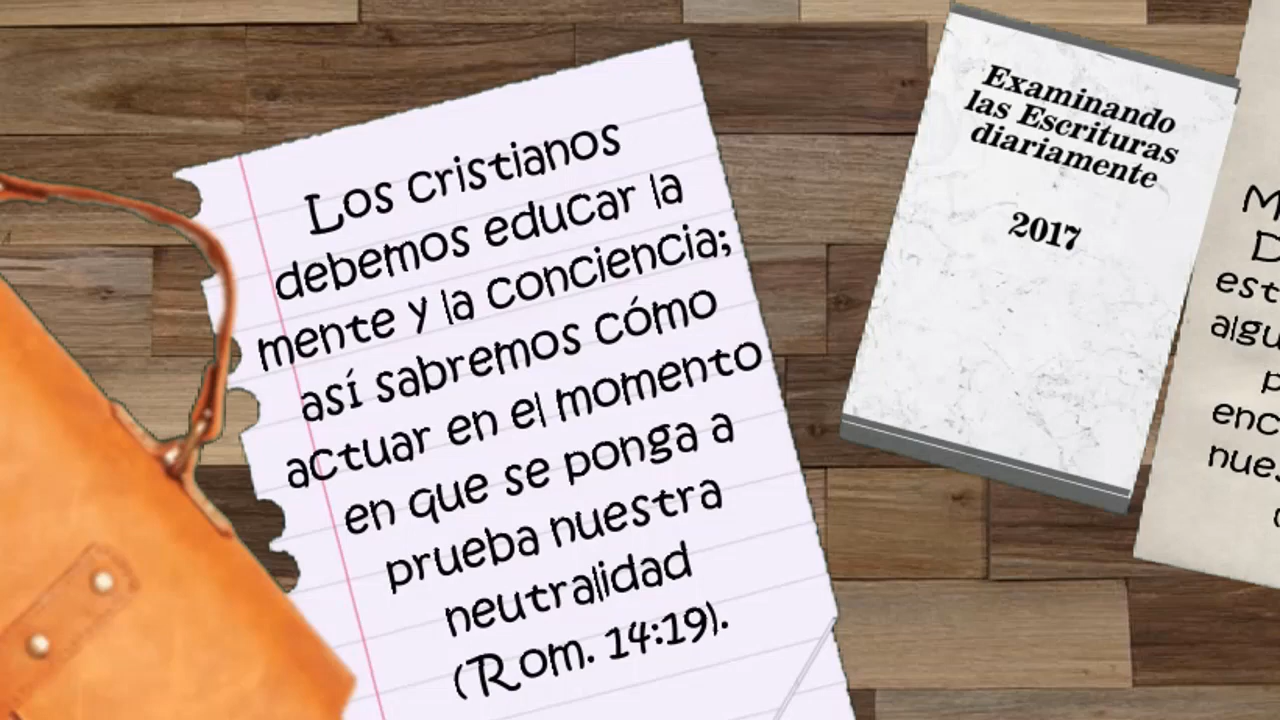 Los cristianos
debemos educar la
mente y la conciencia;
así sabremos cómo
actuar en el momento
en que se ponga a
prueba nuestra
neutralidad
(Rom. 14:19).
Examinando
las Escrituras
diariamente
2017